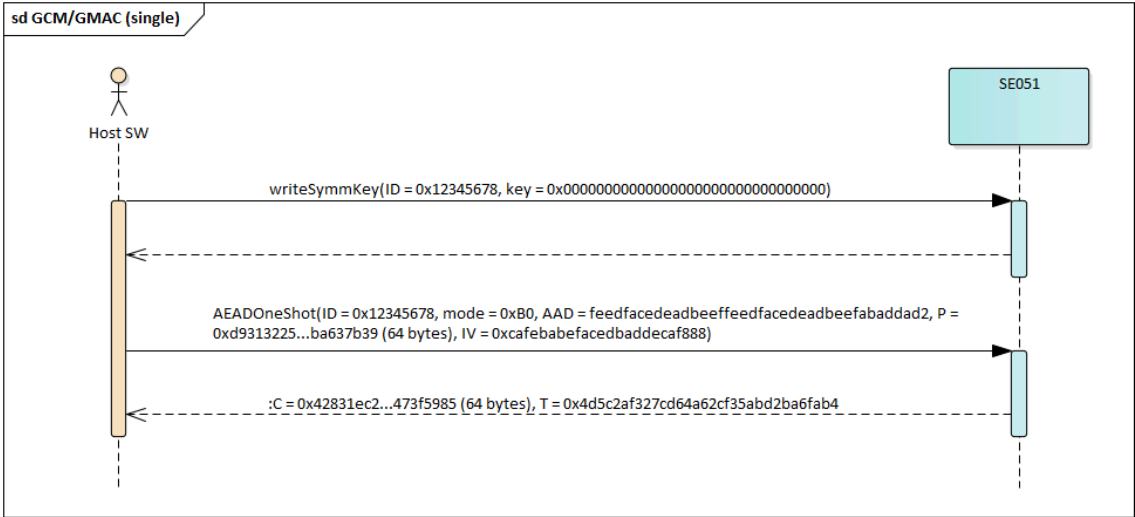 sd GCM/GMAC (single)
SE051
Host SW
writeSymmKey(ID = 0x12345678, key = 0x00000000000000000000000000000000)
AEADOneShot(ID = 0x12345678, mode = 0xB0, AAD = feedfacedeadbeeffeedfacedeadbeefabaddad2, P =
0xd9313225...ba637b39 (64 bytes), IV = 0xcafebabefacedbaddecaf888)
:C = 0x42831ec2...473f5985 (64 bytes), T = 0x4d5c2af327cd64a62cf35abd2ba6fab4